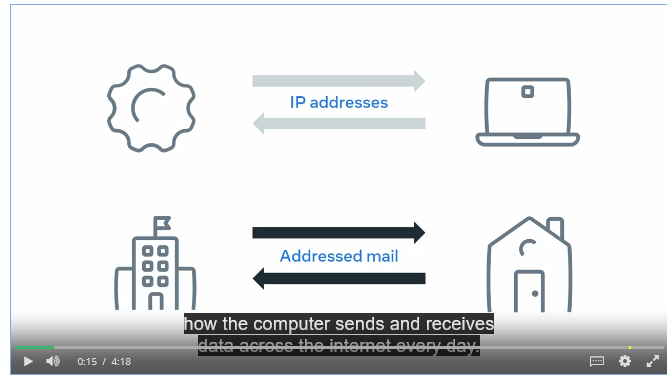 IP addresses
Addressed mail
how the computer sends and receives
data across the internet every day.
0:15 / 4:18